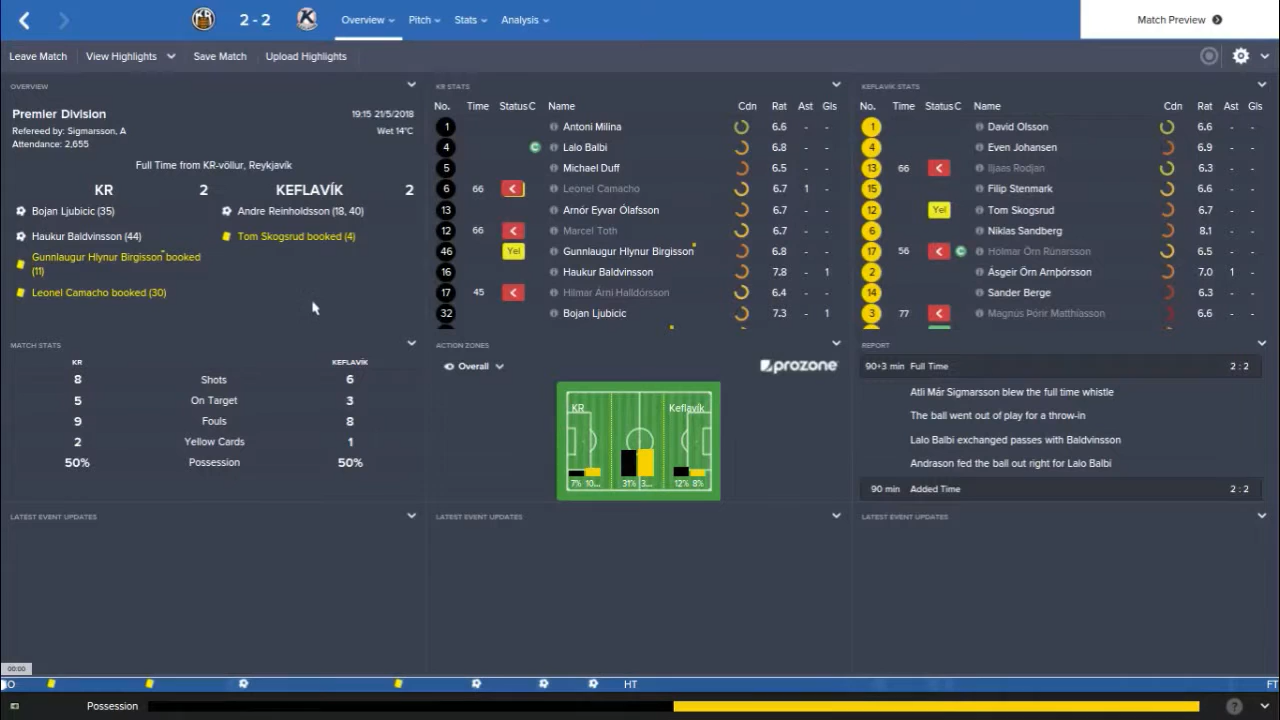 2 - 2
Overview
Pitch
Stats
Analysis
Match Preview
Leave Match
View Highlights
Save Match
Upload Highlights
OVERVIEW
Premier Division
19:15 21/5/2018
Refereed by: Sigmarsson, A
Wet 14°C
Attendance: 2,655
Full Time from KR-völlur, Reykjavik
KR 2 KEFLAVÍK 2
Bojan Ljubicic (35)
Andre Reinholdsson (18, 40)
Haukur Baldvinsson (44)
Tom Skogsrud booked (4)
Gunnlaugur Hlynur Birgisson booked
(11)
Leonel Camacho booked (30)
KR STATS
No. Time Status C Name Cdn Rat Ast Gls
1 Antoni Milina 6.6 - -
4 C Lalo Balbi 6.8 - -
5 Michael Duff 6.5 - -
6 66 Leonel Camacho 6.7 1 -
13 Arnór Eyvar Ólafsson 6.7 - -
12 66 Marcel Toth 6.7 - -
46 Yel Gunnlaugur Hlynur Birgisson 6.8 - -
16 Haukur Baldvinsson 7.8 - 1
17 45 Hilmar Árni Halldórsson 6.4 - -
32 Bojan Ljubicic 7.3 - 1
KEFLAVÍK STATS
No. Time Status C Name Cdn Rat Ast Gls
1 David Olsson 6.6 - -
4 Even Johansen 6.9 - -
13 66 Iljaas Rodjan 6.3 - -
15 Filip Stenmark 6.6 - -
12 Yel Tom Skogsrud 6.7 - -
6 Niklas Sandberg 8.1 - -
17 56 C Hólmar Örn Rúnarsson 6.5 - -
2 Ásgeir Örn Arnþórsson 7.0 1 -
14 Sander Berge 6.3 - -
3 77 Magnús Þórir Matthíasson 6.6 - -
MATCH STATS
KR KEFLAVÍK
8 Shots 6
5 On Target 3
9 Fouls 8
2 Yellow Cards 1
50% Possession 50%
ACTION ZONES
Overall
prozone
KR Keflavík
7% 10... 31% 3... 12% 8%
REPORT
90+3 min Full Time 2 : 2
Atli Már Sigmarsson blew the full time whistle
The ball went out of play for a throw-in
Lalo Balbi exchanged passes with Baldvinsson
Andrason fed the ball out right for Lalo Balbi
90 min Added Time 2 : 2
LATEST EVENT UPDATES
LATEST EVENT UPDATES
LATEST EVENT UPDATES
00:00
HT
FT
Possession